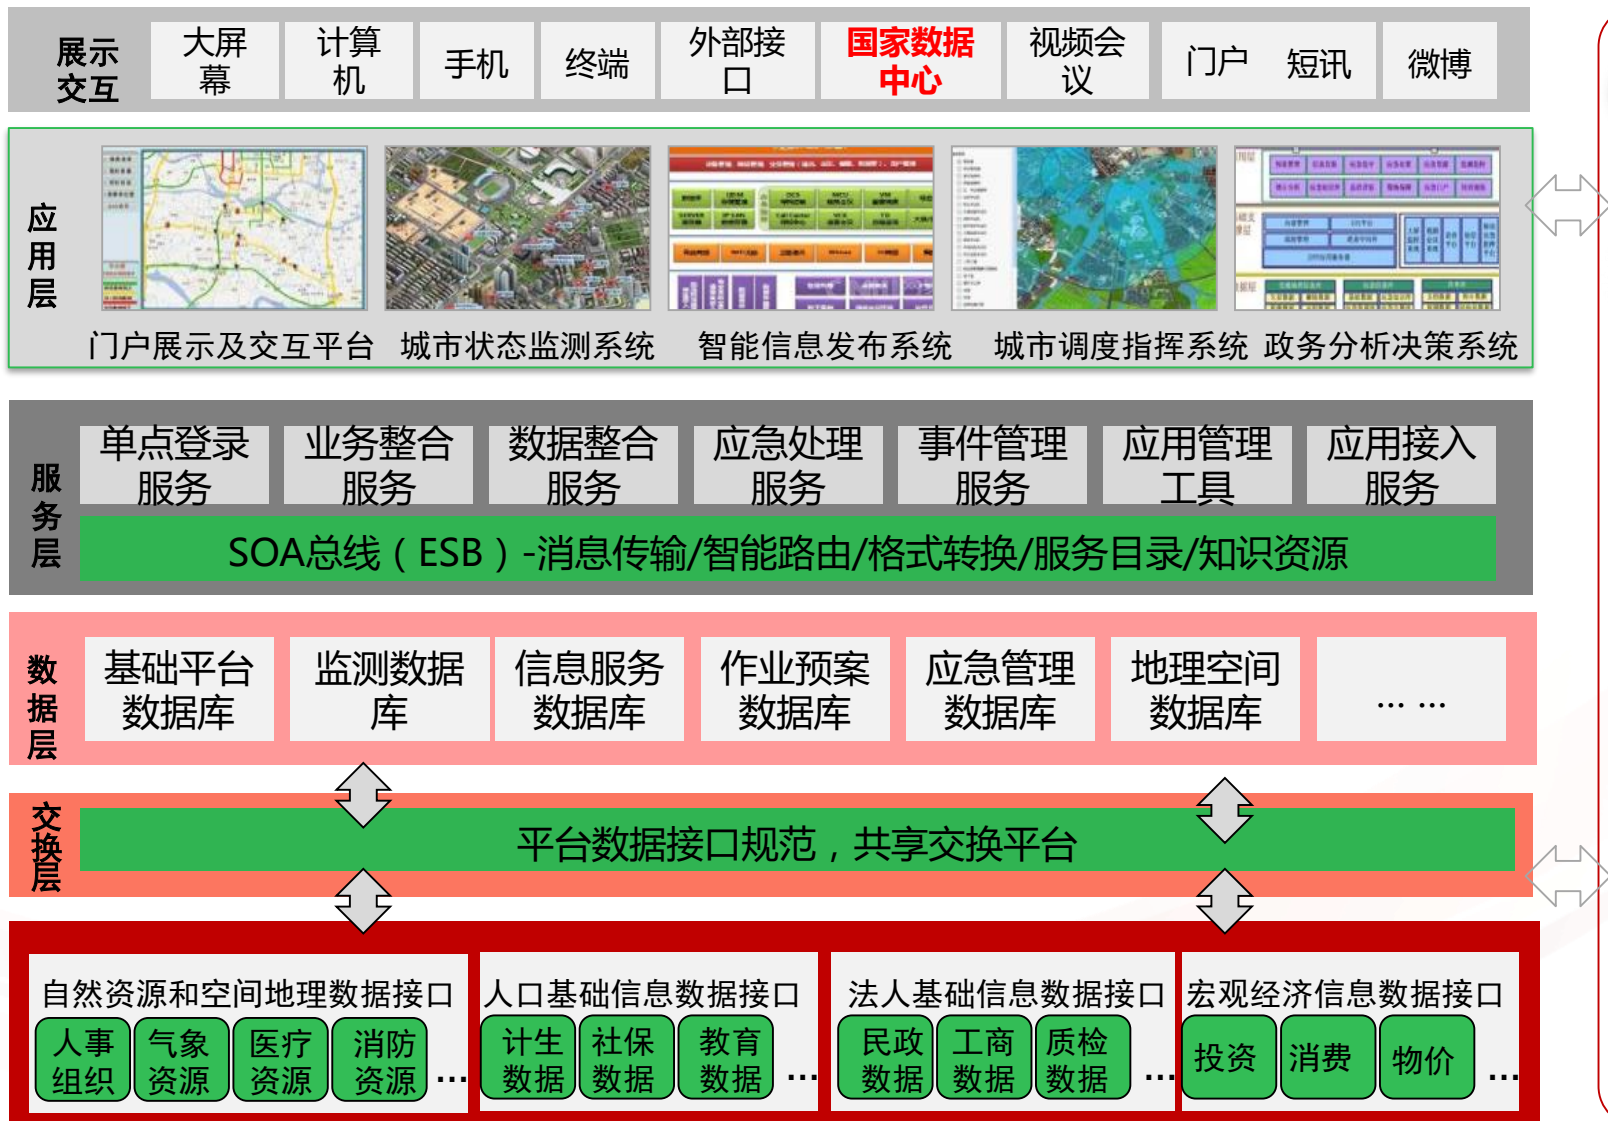 展示
交互
大屏
幕
计算
机
手机
终端
外部接
口
国家数据
中心
视频会
议
门户
短讯
微博
应
用
层
门户展示及交互平台
城市状态监测系统
智能信息发布系统
城市调度指挥系统
政务分析决策系统
服
务
层
单点登录
服务
业务整合
服务
数据整合
服务
应急处理
服务
事件管理
服务
应用管理
工具
应用接入
服务
SOA总线（ESB）-消息传输/智能路由/格式转换/服务目录/知识资源
数
据
层
基础平台
数据库
监测数据
库
信息服务
数据库
作业预案
数据库
应急管理
数据库
地理空间
数据库
... ...
交
换
层
平台数据接口规范，共享交换平台
自然资源和空间地理数据接口
人事
组织
气象
资源
医疗
资源
消防
资源
...
人口基础信息数据接口
计生
数据
社保
数据
教育
数据
...
法人基础信息数据接口
民政
数据
工商
数据
质检
数据
...
宏观经济信息数据接口
投资
消费
物价
...